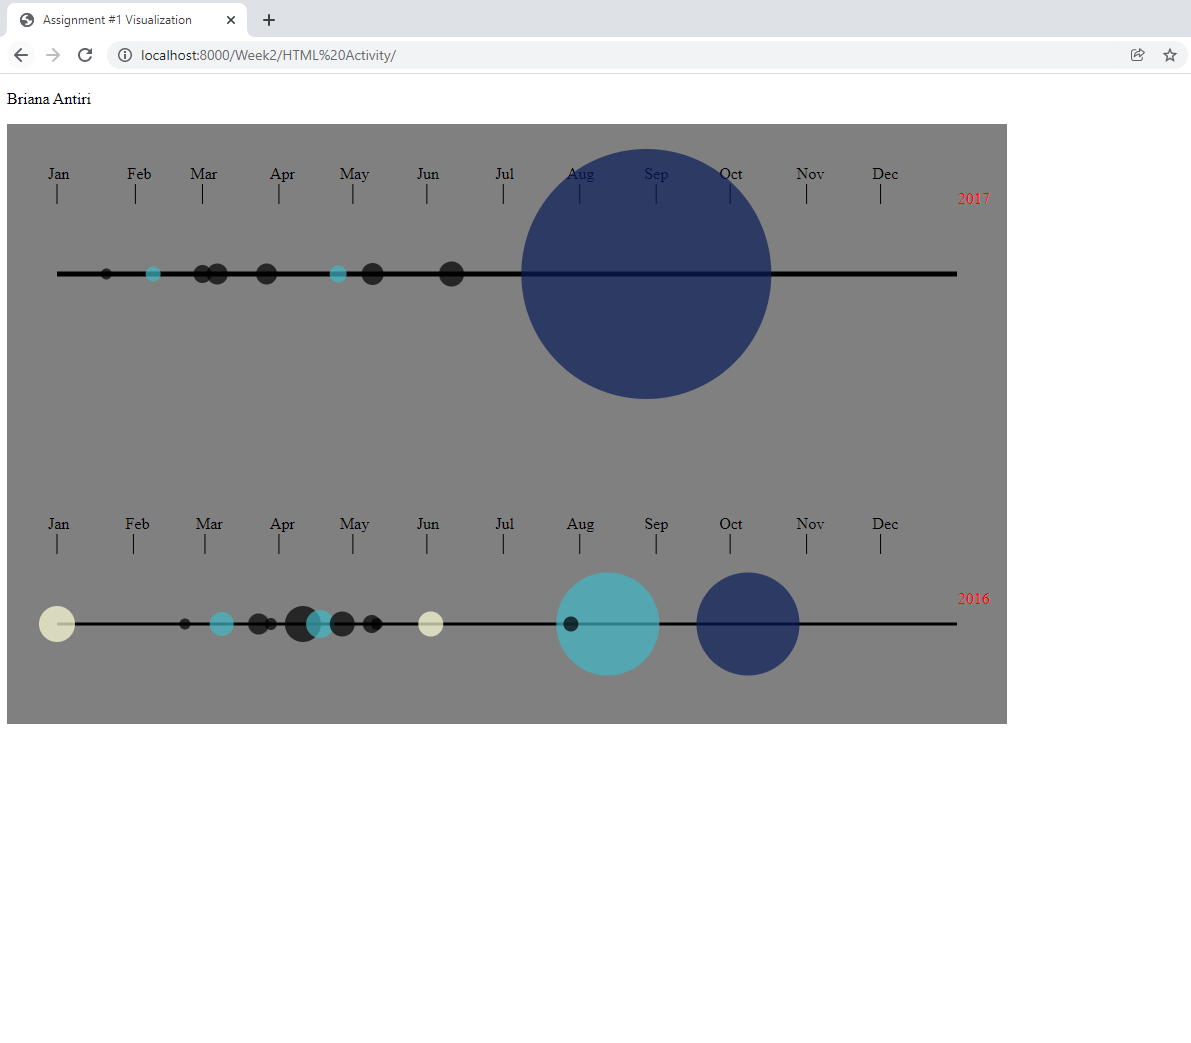 Assignment #1 Visualization
localhost:8000/Week2/HTML%20Activity/
Briana Antiri
Jan Feb Mar Apr May Jun Jul Aug Sep Oct Nov Dec
2017
Jan Feb Mar Apr May Jun Jul Aug Sep Oct Nov Dec
2016